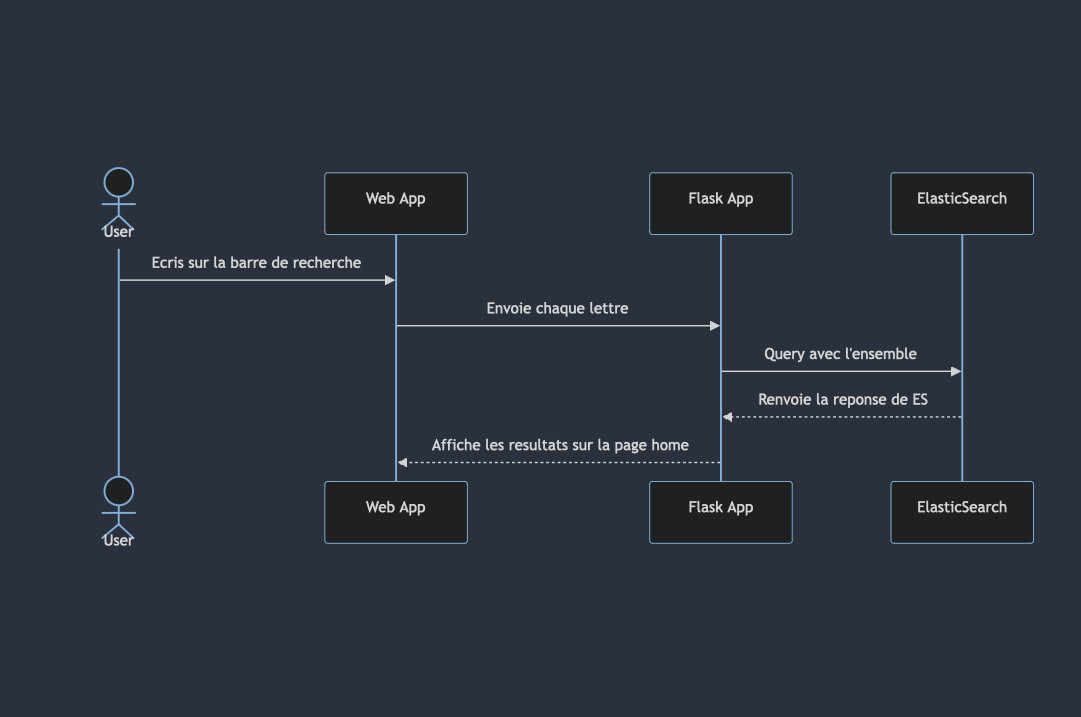 User
Web App
Flask App
ElasticSearch
Ecris sur la barre de recherche
Envoie chaque lettre
Query avec l'ensemble
Renvoie la reponse de ES
Affiche les resultats sur la page home
User
Web App
Flask App
ElasticSearch